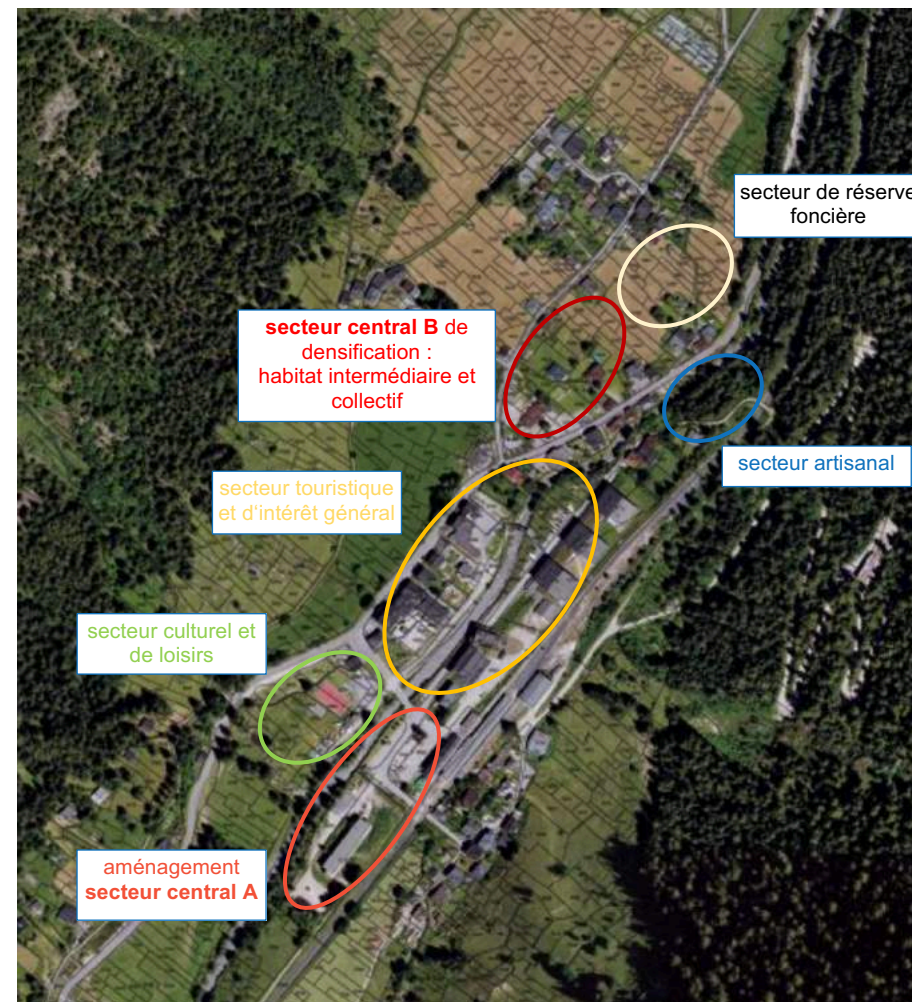 secteur de réserve
foncière
secteur central B de
densification :
habitat intermédiaire et
collectif
secteur artisanal
secteur touristique
et d'intérêt général
secteur culturel et
de loisirs
aménagement
secteur central A